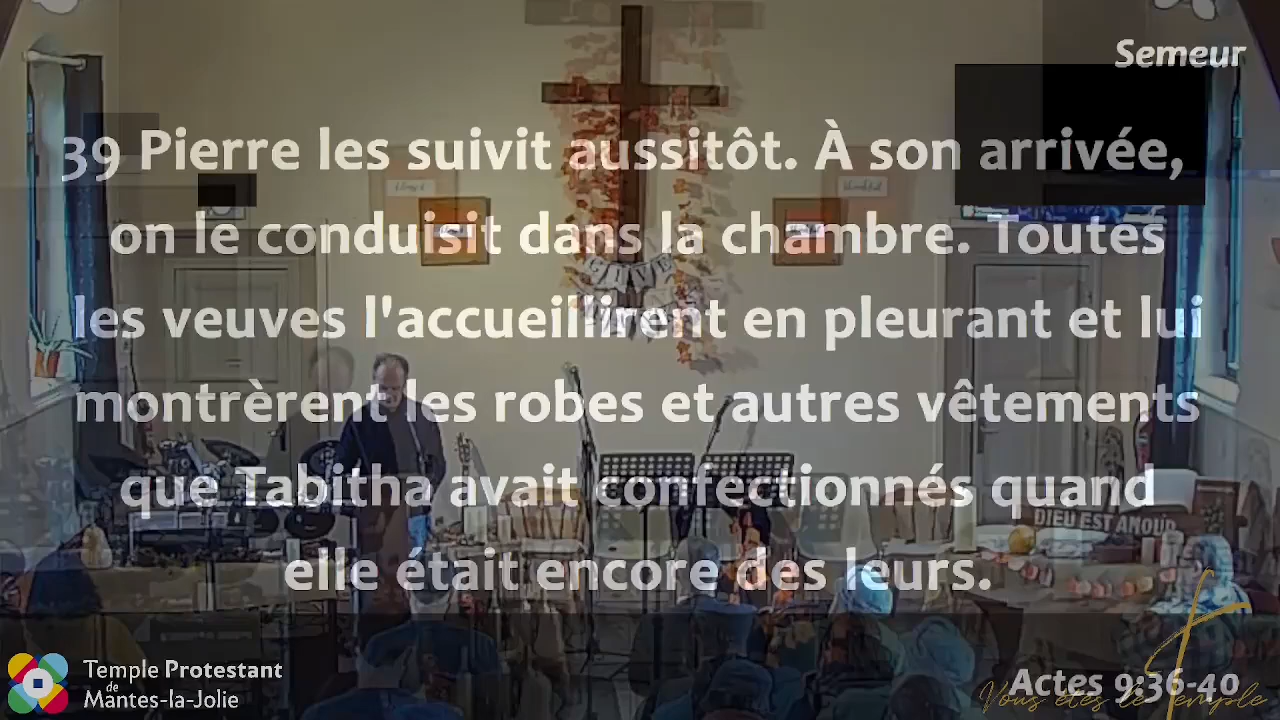 Semeur
39 Pierre les suivit aussitôt. À son arrivée,
on le conduisit dans la chambre. Toutes
les veuves l'accueillirent en pleurant et lui
montrèrent les robes et autres vêtements
que Tabitha avait confectionnés quand
elle était encore des leurs.
GIVE
DIEU EST AMOUR
Temple Protestant
de
Mantes-la-Jolie
Actes 9:36-40
Vous êtes le Temple